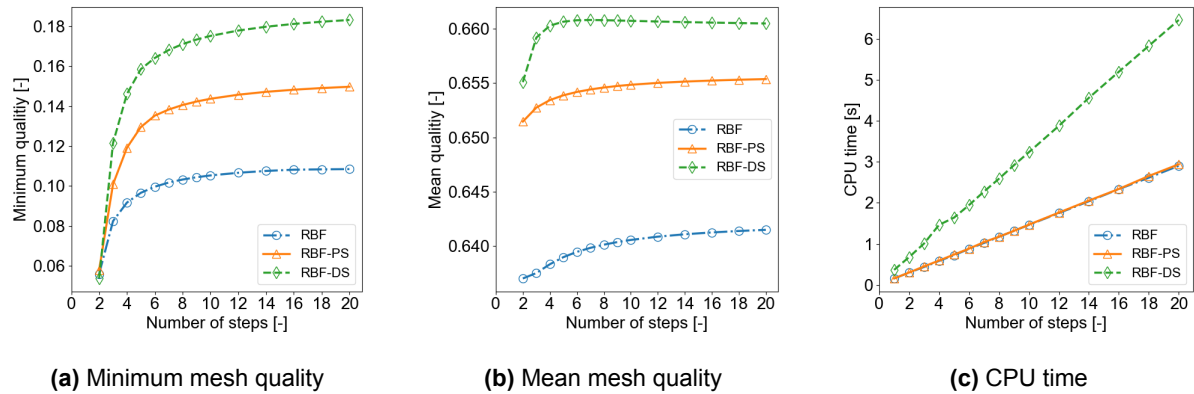 Minimum qualitiy [-]
0.18
0.16
0.14
0.12
0.10
0.08
0.06
0 2 4 6 8 10 12 14 16 18 20
Number of steps [-]
RBF
RBF-PS
RBF-DS
(a) Minimum mesh quality
Mean mesh qualitiy [-]
0.660
0.655
0.650
0.645
0.640
0 2 4 6 8 10 12 14 16 18 20
Number of steps [-]
RBF
RBF-PS
RBF-DS
(b) Mean mesh quality
CPU time [s]
6
5
4
3
2
1
0
0 2 4 6 8 10 12 14 16 18 20
Number of steps [-]
RBF
RBF-PS
RBF-DS
(c) CPU time